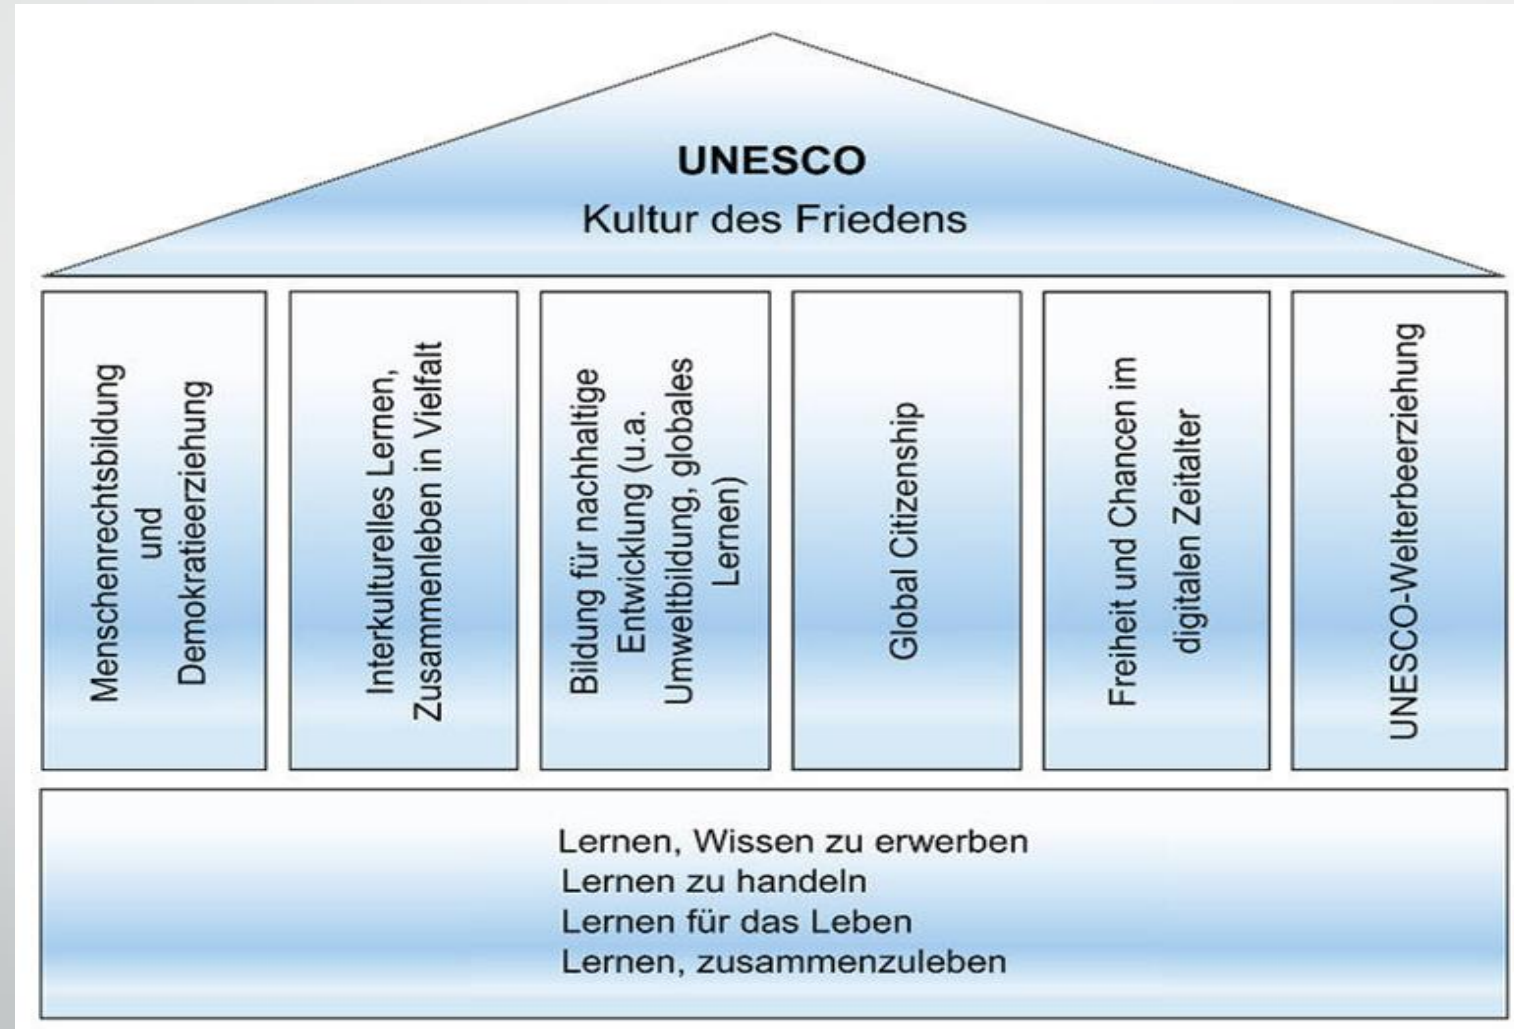 UNESCO
Kultur des Friedens
Menschenrechtsbildung
und
Demokratieerziehung
Interkulturelles Lernen,
Zusammenleben in Vielfalt
Bildung für nachhaltige
Entwicklung (u.a.
Umweltbildung, globales
Lernen)
Global Citizenship
Freiheit und Chancen im
digitalen Zeitalter
UNESCO-Welterbeerziehung
Lernen, Wissen zu erwerben
Lernen zu handeln
Lernen für das Leben
Lernen, zusammenzuleben